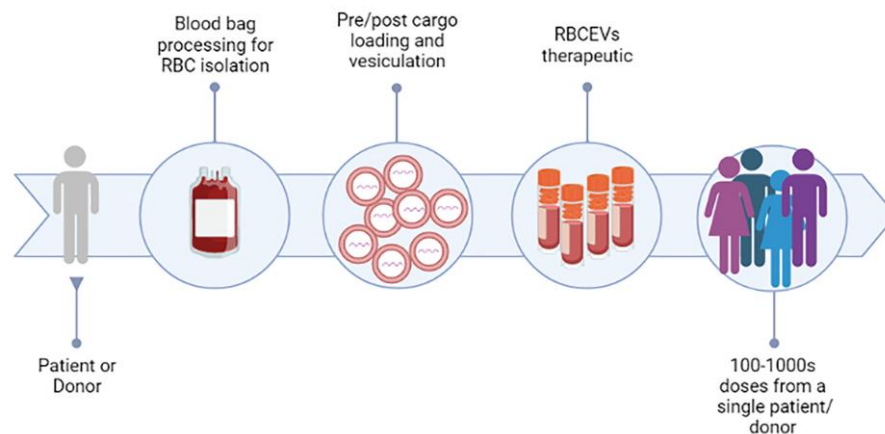 Blood bag
processing for
RBC isolation
Pre/post cargo
loading and
vesiculation
RBCEVs
therapeutic
Patient or
Donor
100-1000s
doses from a
single patient/
donor